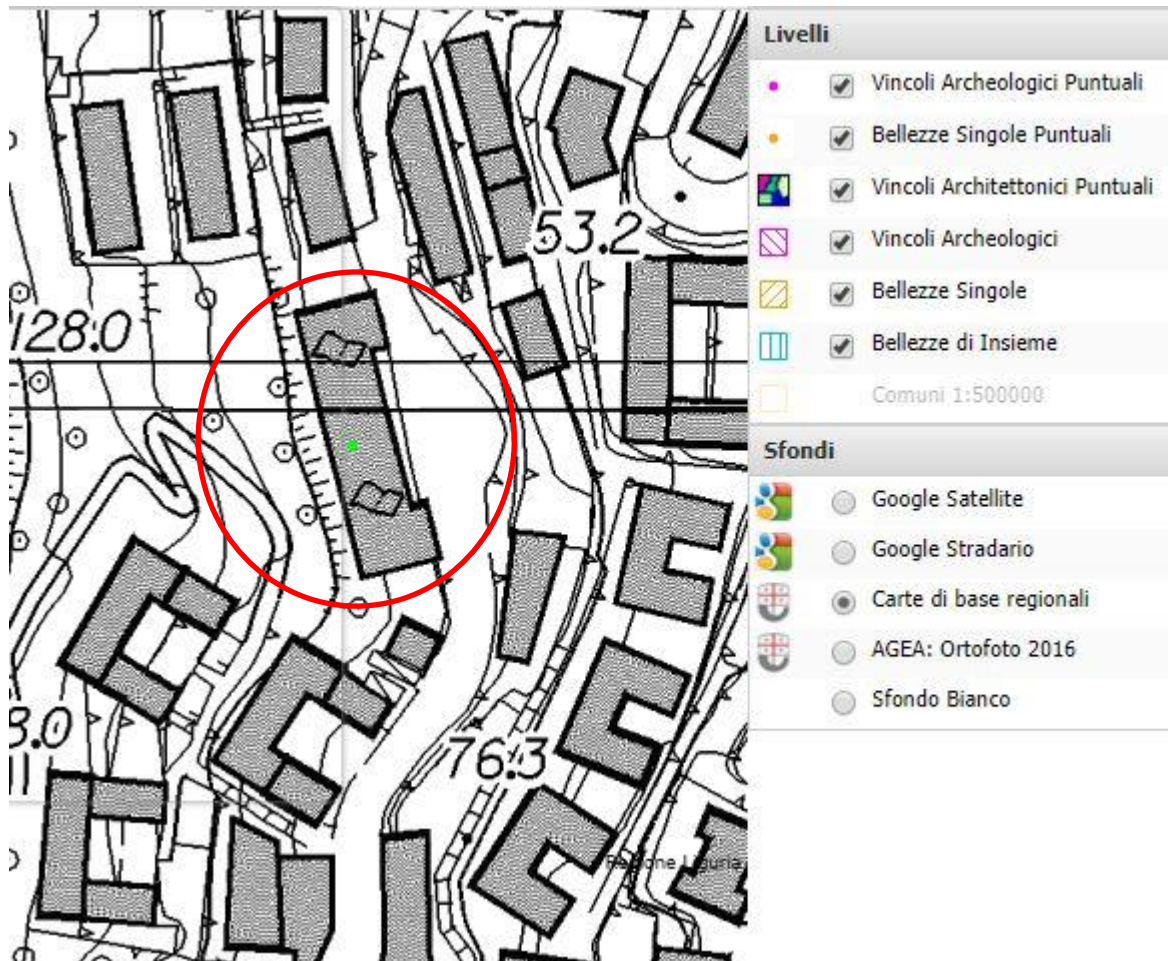 Livelli
Vincoli Archeologici Puntuali
Bellezze Singole Puntuali
Vincoli Architettonici Puntuali
Vincoli Archeologici
Bellezze Singole
Bellezze di Insieme
Comuni 1:500000
Sfondi
Google Satellite
Google Stradario
Carte di base regionali
AGEA: Ortofoto 2016
Sfondo Bianco
53.2
128.0
76.3
Regione Liguria